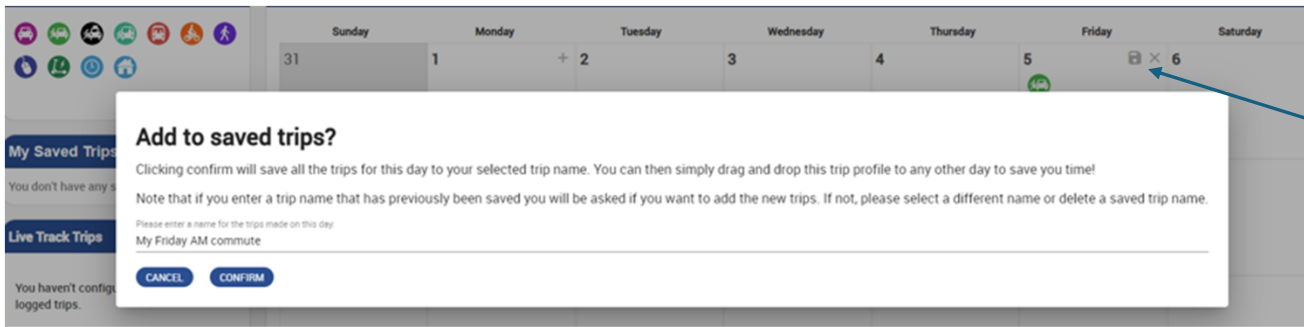 Sunday Monday Tuesday Wednesday Thursday Friday Saturday
31 1 + 2 3 4 5 6
My Saved Trips
You don't have any s
Live Track Trips
You haven't configu
logged trips.
Add to saved trips?
Clicking confirm will save all the trips for this day to your selected trip name. You can then simply drag and drop this trip profile to any other day to save you time!
Note that if you enter a trip name that has previously been saved you will be asked if you want to add the new trips. If not, please select a different name or delete a saved trip name.
Please enter a name for the trips made on this day:
My Friday AM commute
CANCEL CONFIRM